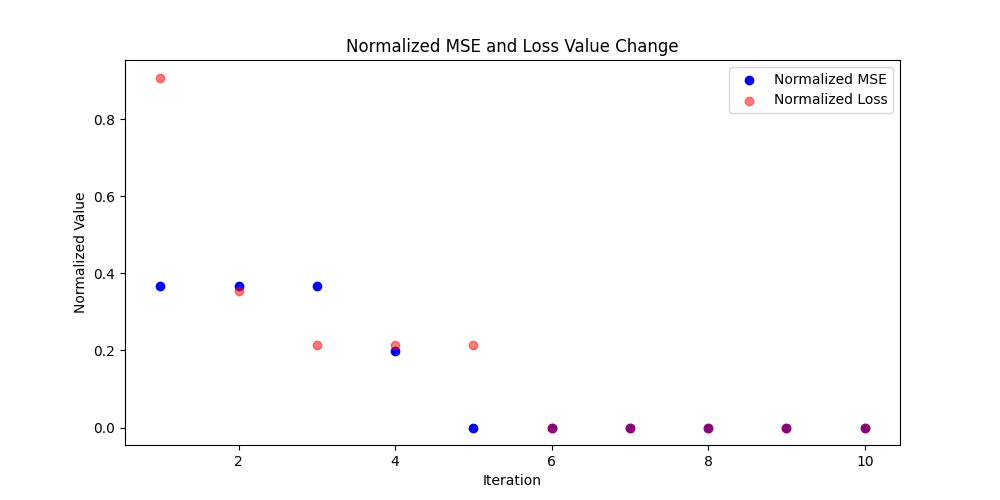 Normalized MSE and Loss Value Change
Normalized MSE
Normalized Loss
Normalized Value
0.8
0.6
0.4
0.2
0.0
2 4 6 8 10
Iteration